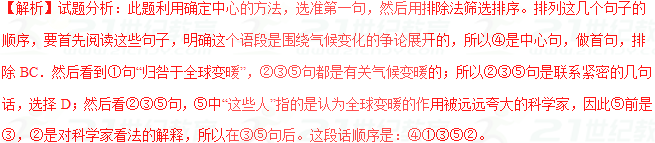 【解析】试题分析：此题利用确定中心的方法，选准第一句，然后用排除法筛选排序。排列这几个句子的
顺序，要首先阅读这些句子，明确这个语段是围绕气候变化的争论展开的，所以④是中心句，做首句，排
除 BC．然后看到①句“归咎于全球变暖”，②③⑤句都是有关气候变暖的；所以②③⑤句是联系紧密的几句
话，选择 D；然后看②③⑤句，⑤中“这些人”指的是认为全球变暖的作用被远远夸大的科学家，因此⑤前是
③，②是对科学家看法的解释，所以在③⑤句后。这段话顺序是：④①③⑤②。